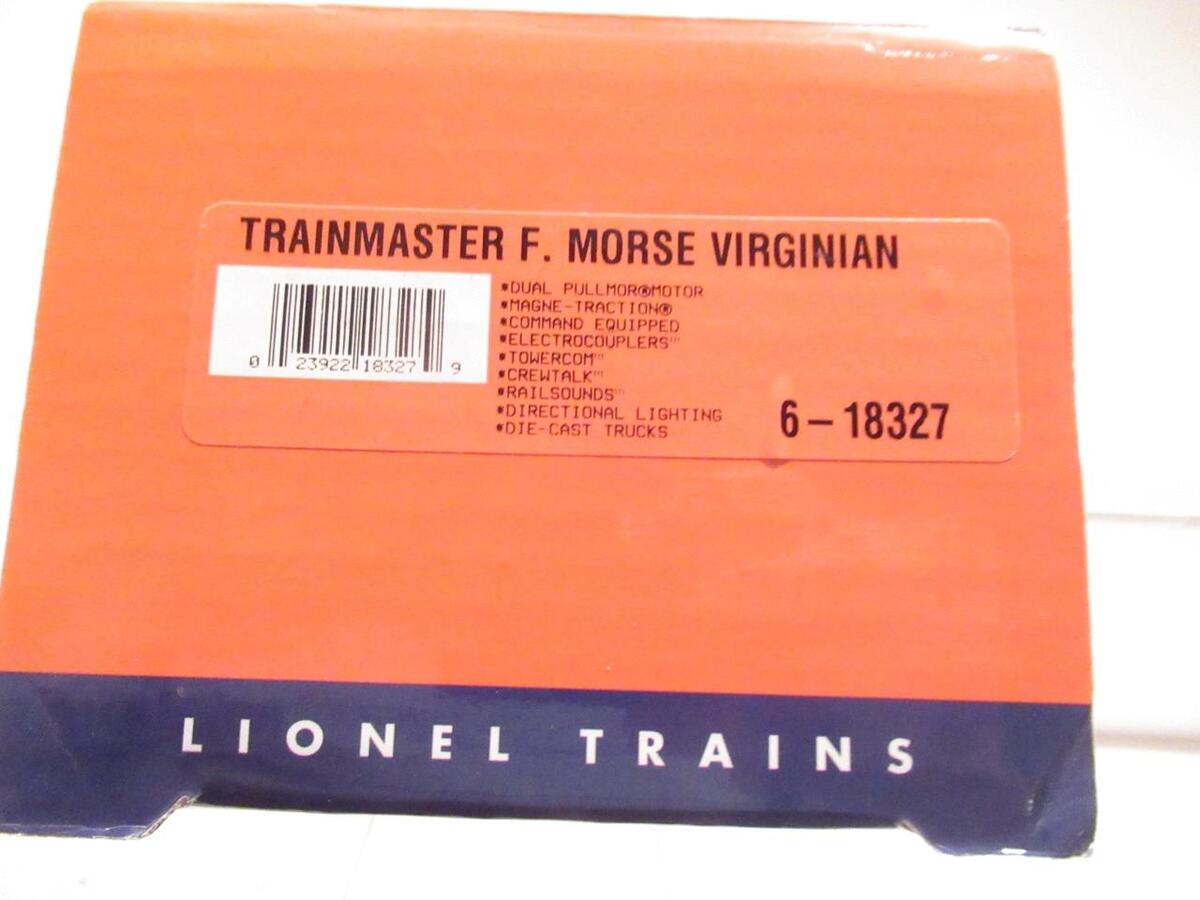 TRAINMASTER F. MORSE VIRGINIAN
*DUAL PULLMOR®MOTOR
*MAGNE-TRACTION®
*COMMAND EQUIPPED
*ELECTROCOUPLERS™
*TOWERCOM™
*CREWTALK™
*RAILSOUNDS™
*DIRECTIONAL LIGHTING
*DIE-CAST TRUCKS
0 23922 18327 9
6-18327
LIONEL TRAINS